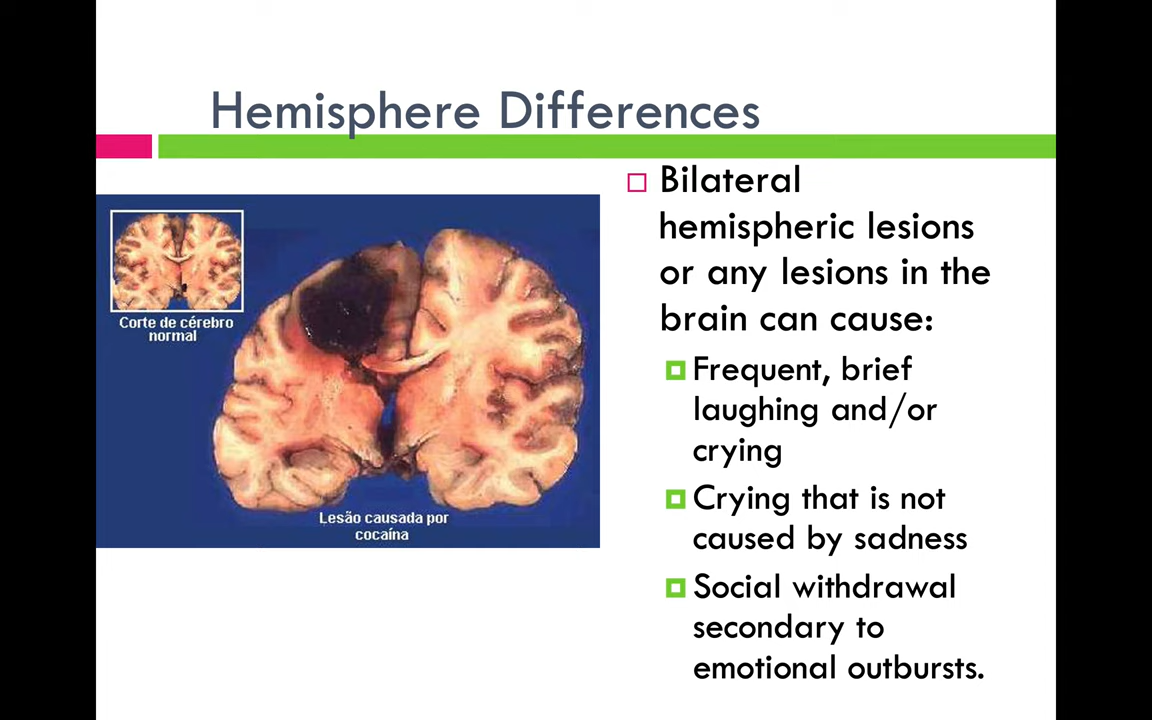 Hemisphere Differences
Corte de cérebro
normal
Lesão causada por
cocaína
Bilateral
hemispheric lesions
or any lesions in the
brain can cause:
Frequent, brief
laughing and/or
crying
Crying that is not
caused by sadness
Social withdrawal
secondary to
emotional outbursts.